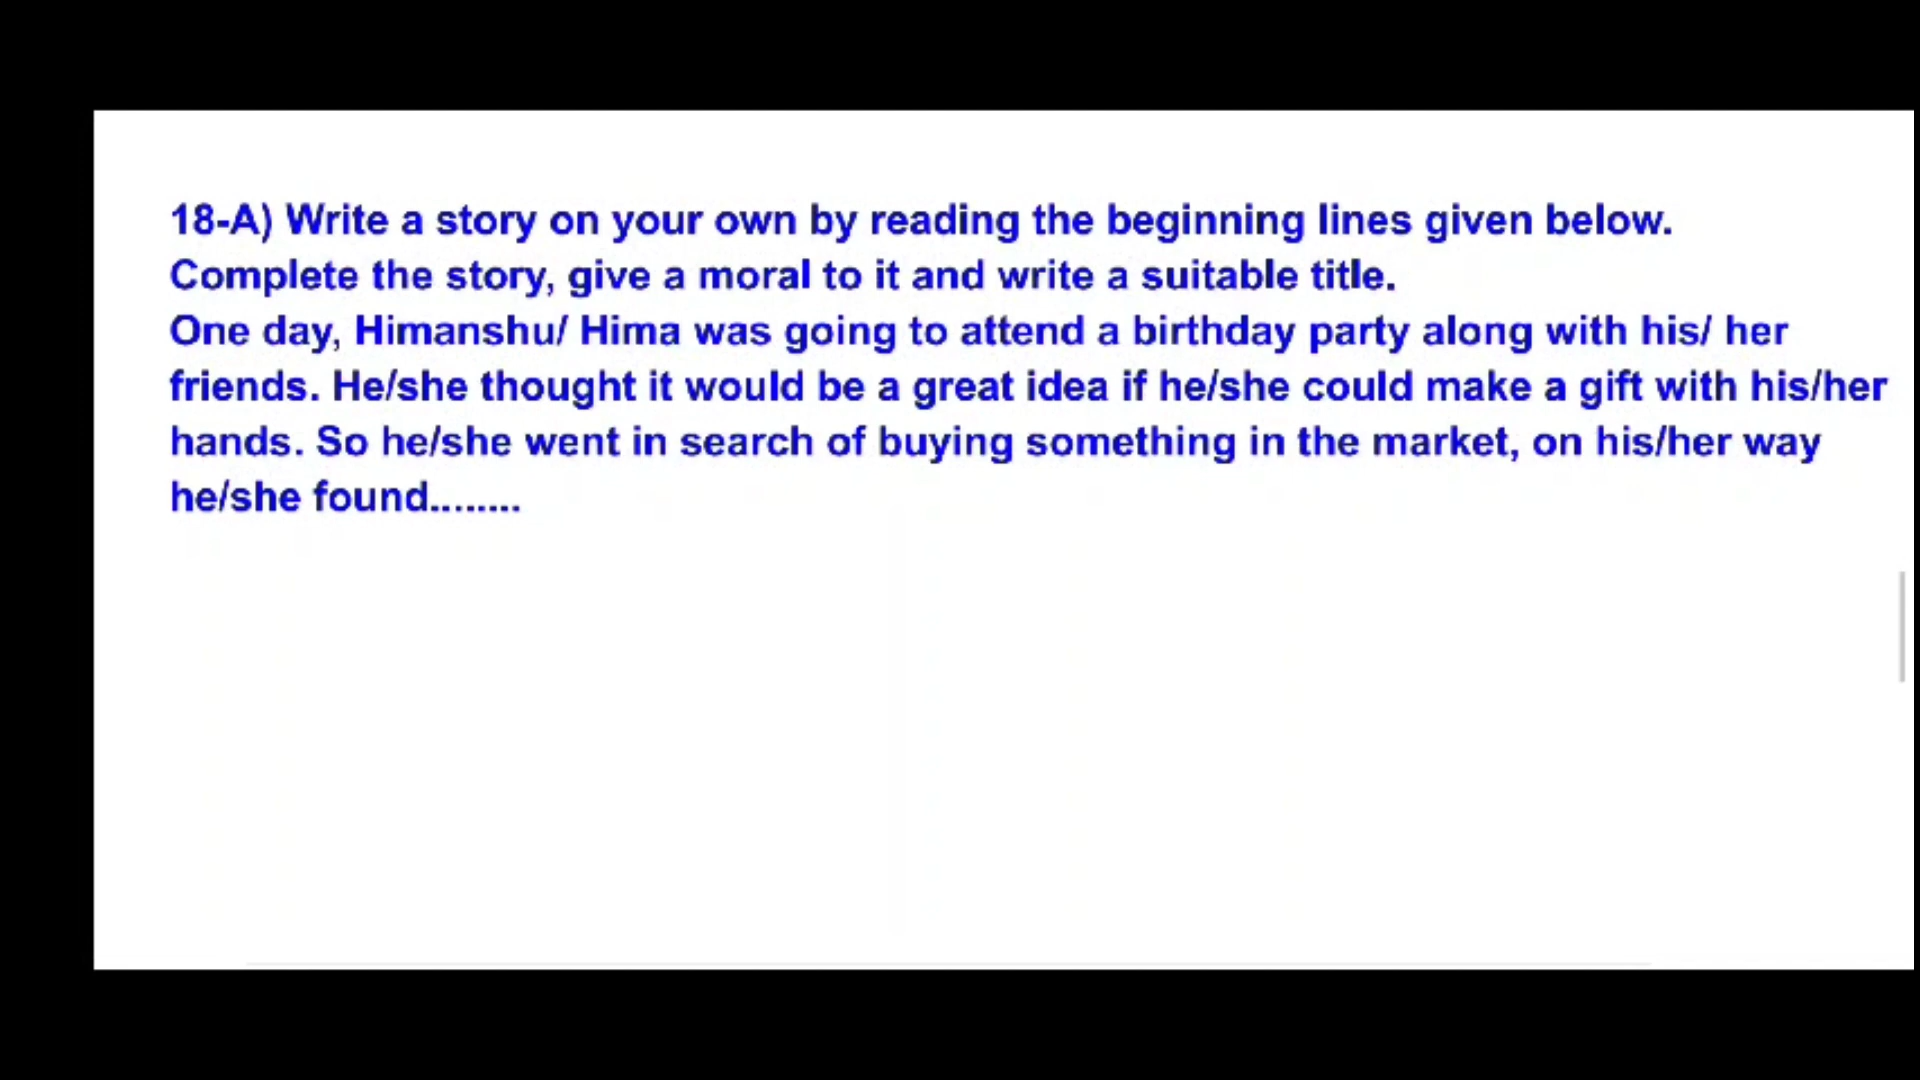 18-A) Write a story on your own by reading the beginning lines given below.
Complete the story, give a moral to it and write a suitable title.
One day, Himanshu/ Hima was going to attend a birthday party along with his/ her
friends. He/she thought it would be a great idea if he/she could make a gift with his/her
hands. So he/she went in search of buying something in the market, on his/her way
he/she found........